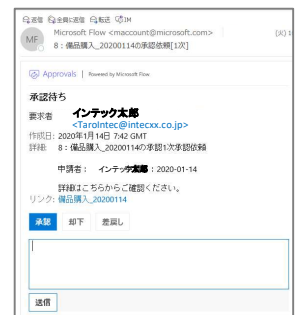 返信 全員に返信 転送 IM
MF
Microsoft Flow <maccount@microsoft.com>
(火) 1
8：備品購入_20200114の承認依頼[1次]
Approvals | Powered by Microsoft Flow
承認待ち
要求者 インテック太郎
<TaroIntec@intecxx.co.jp>
作成日: 2020年1月14日 7:42 GMT
詳細: 8：備品購入_20200114の承認1次承認依頼
申請者： インテック太郎：2020-01-14
詳細はこちらからご確認ください。
リンク: 備品購入_20200114
承認 却下 差戻し
送信